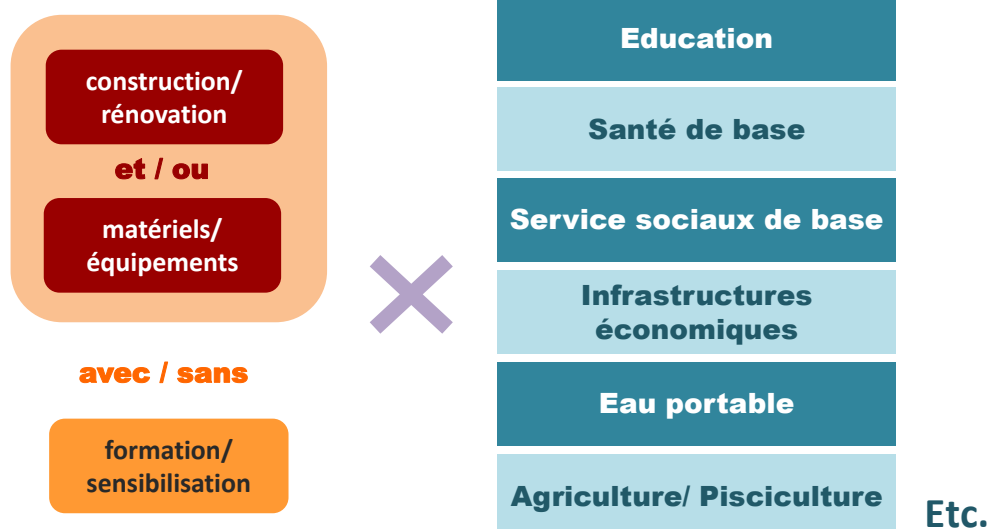 construction/
rénovation
et / ou
matériels/
équipements
avec / sans
formation/
sensibilisation
Education
Santé de base
Service sociaux de base
Infrastructures
économiques
Eau portable
Agriculture/ Pisciculture
Etc.